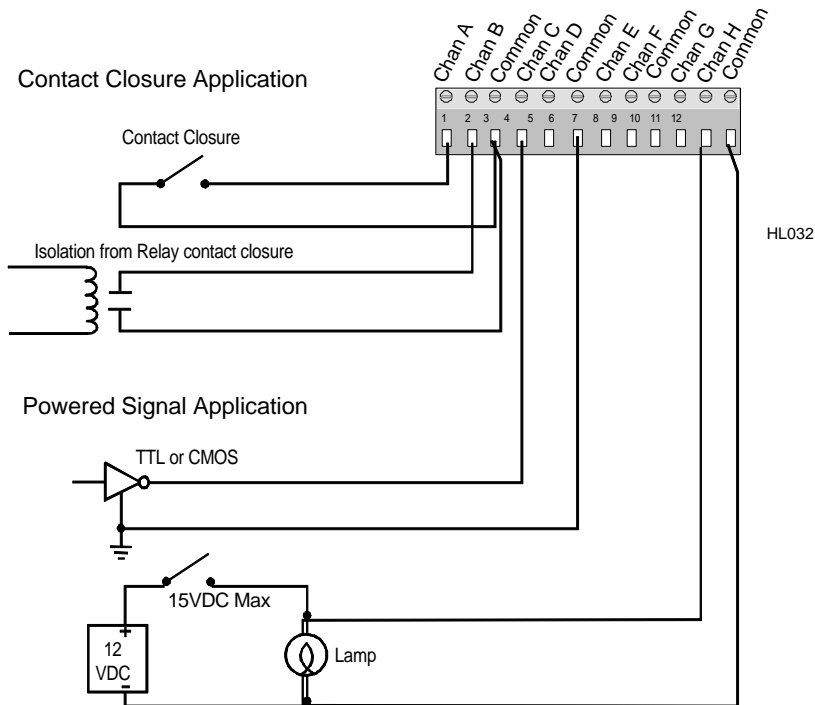 Chan A
Chan B
Common
Chan C
Chan D
Common
Chan E
Chan F
Common
Chan G
Chan H
Common
Contact Closure Application
1 2 3 4 5 6 7 8 9 10 11 12
Contact Closure
HL032
Isolation from Relay contact closure
Powered Signal Application
TTL or CMOS
15VDC Max
+
12
VDC
-
Lamp